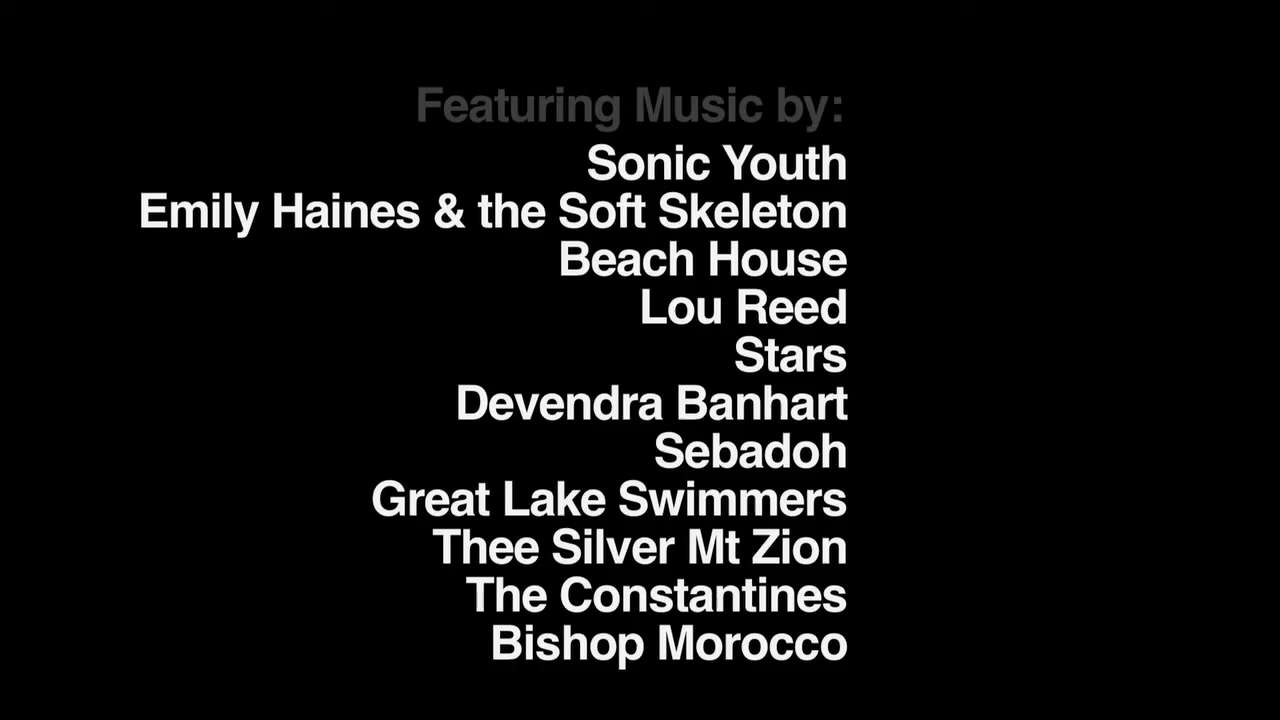 Featuring Music by:
Sonic Youth
Emily Haines & the Soft Skeleton
Beach House
Lou Reed
Stars
Devendra Banhart
Sebadoh
Great Lake Swimmers
Thee Silver Mt Zion
The Constantines
Bishop Morocco